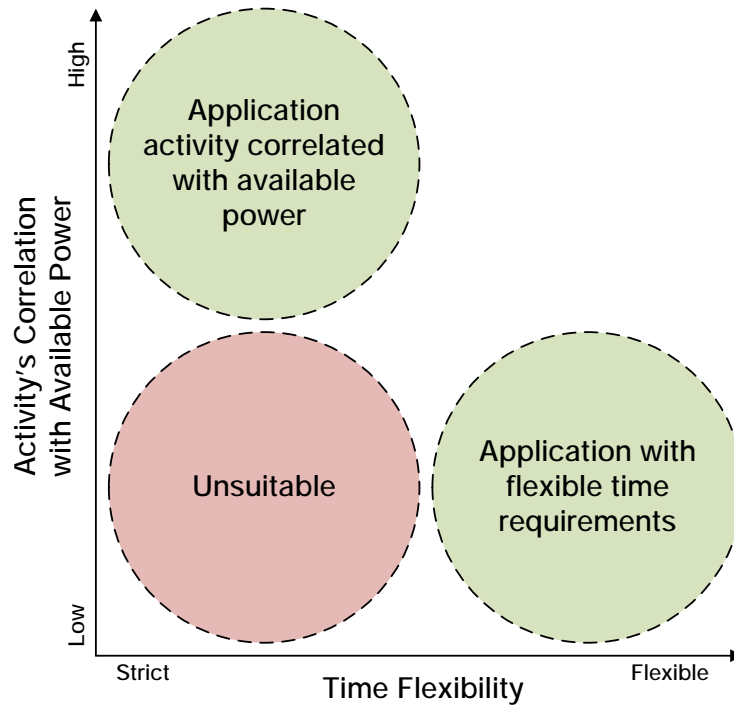 High
Application
activity correlated
with available
power
Activity's Correlation
with Available Power
Unsuitable
Application with
flexible time
requirements
Low
Strict
Flexible
Time Flexibility